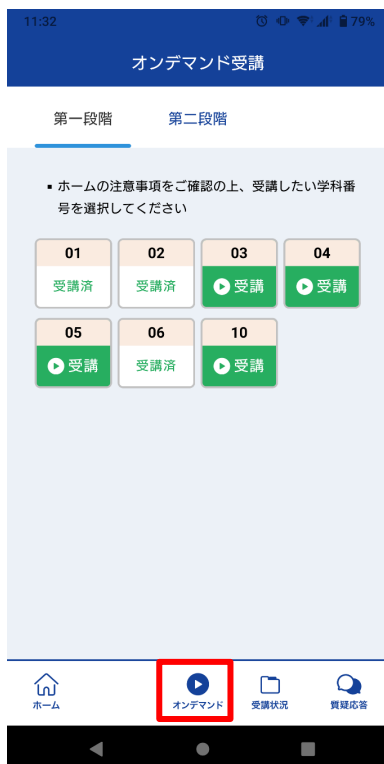 11:32
79%
オンデマンド受講
第一段階
第二段階
▪ ホームの注意事項をご確認の上、受講したい学科番
号を選択してください
01 02 03 04
受講済 受講済 受講 受講
05 06 10
受講 受講済 受講
ホーム オンデマンド 受講状況 質疑応答